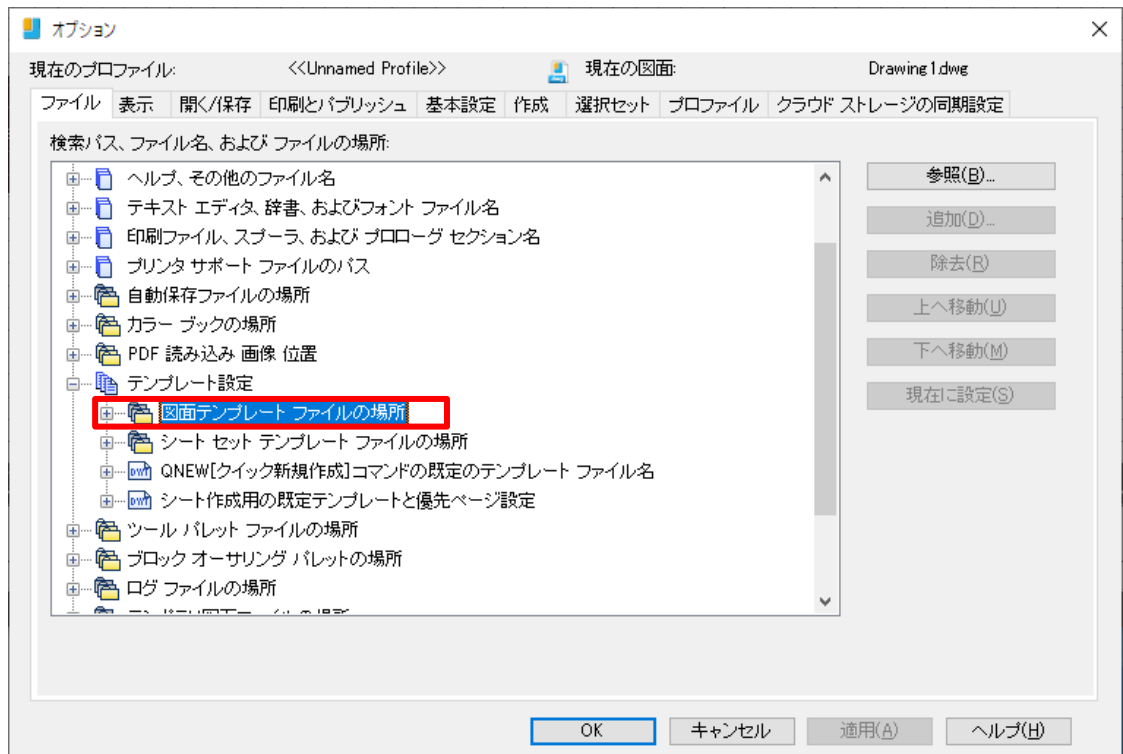 オプション
現在のプロファイル: <<Unnamed Profile>> 現在の図面: Drawing1.dwg
ファイル 表示 開く/保存 印刷とパブリッシュ 基本設定 作成 選択セット プロファイル クラウド ストレージの同期設定
検索パス、ファイル名、および ファイルの場所:
ヘルプ、その他のファイル名
テキスト エディタ、辞書、およびフォント ファイル名
印刷ファイル、スプーラ、および プロローグ セクション名
プリンタ サポート ファイルのパス
自動保存ファイルの場所
カラー ブックの場所
PDF 読み込み 画像 位置
テンプレート設定
図面テンプレート ファイルの場所
シート セット テンプレート ファイルの場所
QNEW[クイック新規作成]コマンドの既定のテンプレート ファイル名
シート作成用の既定テンプレートと優先ページ設定
ツール パレット ファイルの場所
ブロック オーサリング パレットの場所
ログ ファイルの場所
参照(B)...
追加(D)...
除去(R)
上へ移動(U)
下へ移動(M)
現在に設定(S)
OK キャンセル 適用(A) ヘルプ(H)